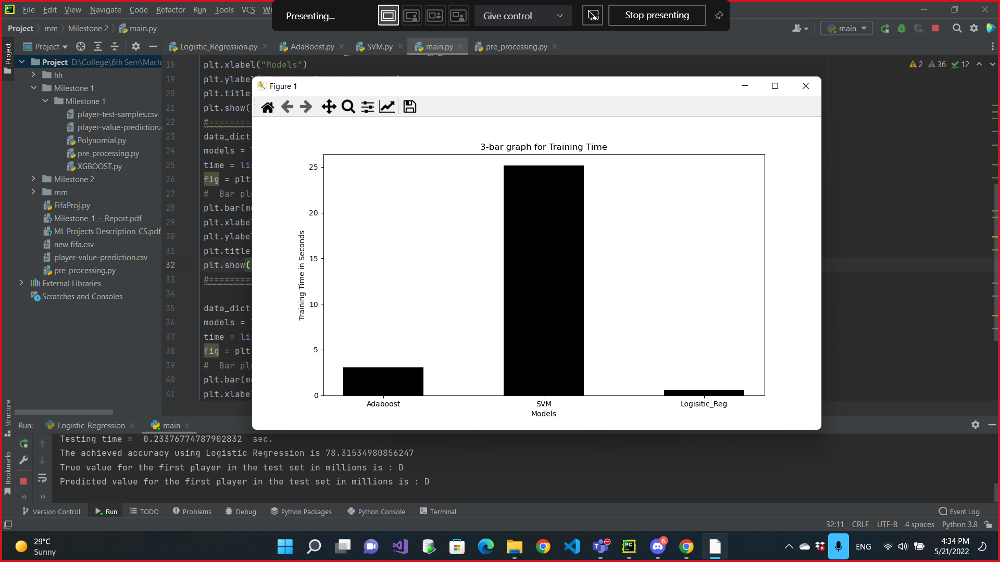 File Edit View Navigate Code Refactor Run Tools VCS
Presenting...
Give control
Stop presenting
Project mm Milestone 2 main.py
main
Project
Logistic_Regression.py
AdaBoost.py
SVM.py
main.py
pre_processing.py
Project
Project D:\College\6th Sem\Mach
hh
Milestone 1
Milestone 1
player-test-samples.csv
player-value-prediction.
Polynomial.py
pre_processing.py
XGBOOST.py
Milestone 2
mm
FifaProj.py
Milestone_1_-_Report.pdf
ML Projects Description_CS.pdf
new fifa.csv
player-value-prediction.csv
pre_processing.py
External Libraries
Scratches and Consoles
2 36 12
18 plt.xlabel("Models")
19 plt.ylabel
20 plt.title
21 plt.show(
22 #=========
23 data_dict
24 models =
25 time = lis
26 fig = plt
27 # Bar plo
28 plt.bar(mo
29 plt.xlabel
30 plt.ylabel
31 plt.title
32 plt.show(
33 #=========
34
35 data_dict
36 models =
37 time = lis
38 fig = plt
39 # Bar plo
40 plt.bar(mo
41 plt.xlabel
Figure 1
3-bar graph for Training Time
25
20
15
10
5
0
Training Time in Seconds
Adaboost SVM Logisitic_Reg
Models
Structure
Bookmarks
Run: Logistic_Regression main
Testing time =  0.23376774787902832  sec.
The achieved accuracy using Logistic Regression is 78.31534980856247
True value for the first player in the test set in millions is : D
Predicted value for the first player in the test set in millions is : D
Version Control Run TODO Problems Debug Python Packages Python Console Terminal Event Log
32:11 CRLF UTF-8 4 spaces Python 3.8
29°C
Sunny
6
ENG
4:34 PM
5/21/2022